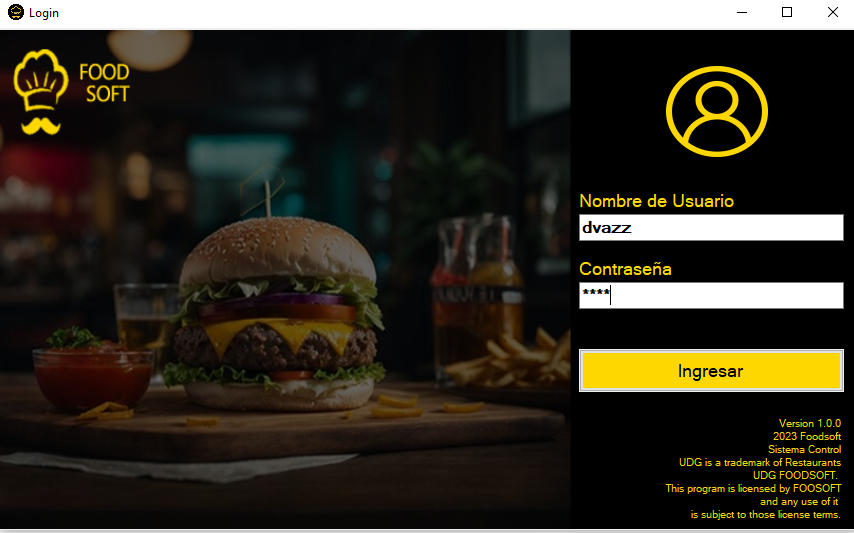 Login
FOOD
SOFT
Nombre de Usuario
dvazz
Contraseña
****
Ingresar
Version 1.0.0
2023 Foodsoft
Sistema Control
UDG is a trademark of Restaurants
UDG FOODSOFT.
This program is licensed by FOOSOFT
and any use of it
is subject to those license terms.